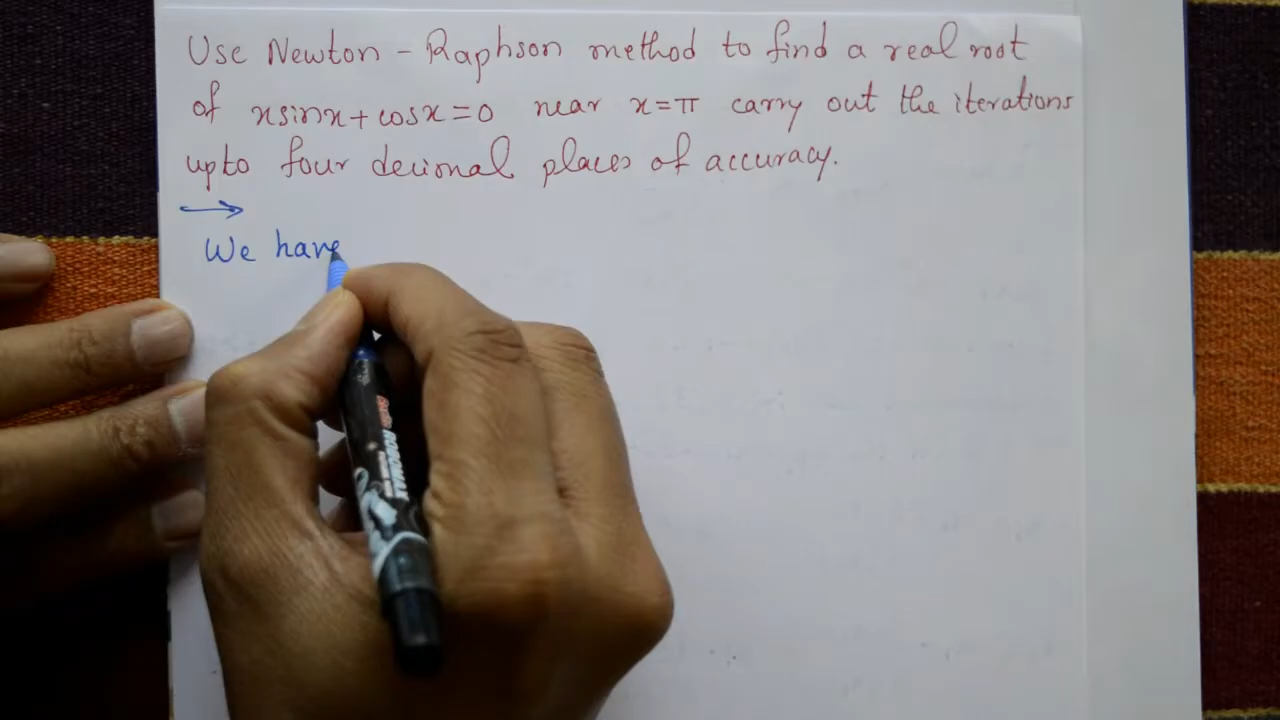 Use Newton - Raphson method to find a real root
of xsinx + cosx = 0 near x = π carry out the iterations
upto four decimal places of accuracy.
We have